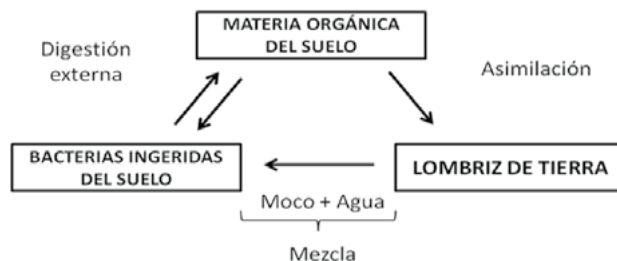 MATERIA ORGÁNICA
DEL SUELO
Digestión
externa
Asimilación
BACTERIAS INGERIDAS
DEL SUELO
LOMBRIZ DE TIERRA
Moco + Agua
Mezcla